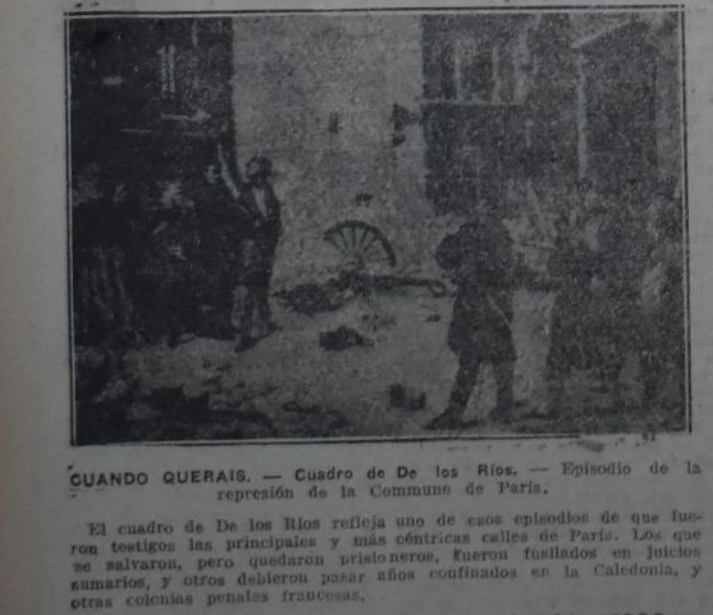 CUANDO QUERAIS. — Cuadro de De los Ríos. — Episodio de la
represión de la Commune de París.
El cuadro de De los Ríos refleja uno de esos episodios de que fue-
ron testigos las principales y más céntricas calles de París. Los que
se salvaron, pero quedaron prisioneros, fueron fusilados en juicios
sumarios, y otros debieron pasar años confinados en la Caledonia, y
otras colonias penales francesas.